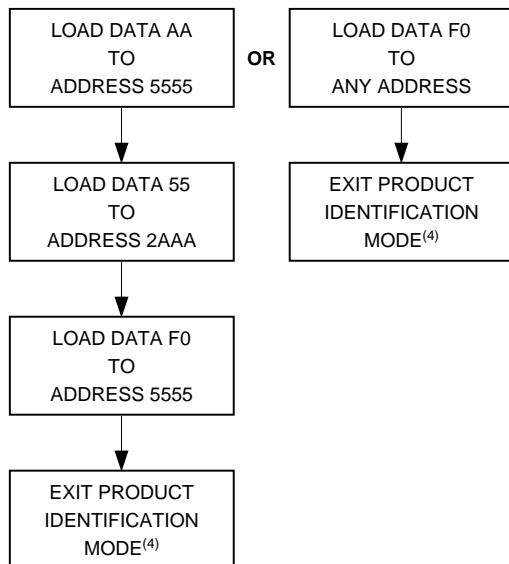 LOAD DATA AA
TO
ADDRESS 5555
LOAD DATA 55
TO
ADDRESS 2AAA
LOAD DATA F0
TO
ADDRESS 5555
EXIT PRODUCT
IDENTIFICATION
MODE(4)
OR
LOAD DATA F0
TO
ANY ADDRESS
EXIT PRODUCT
IDENTIFICATION
MODE(4)